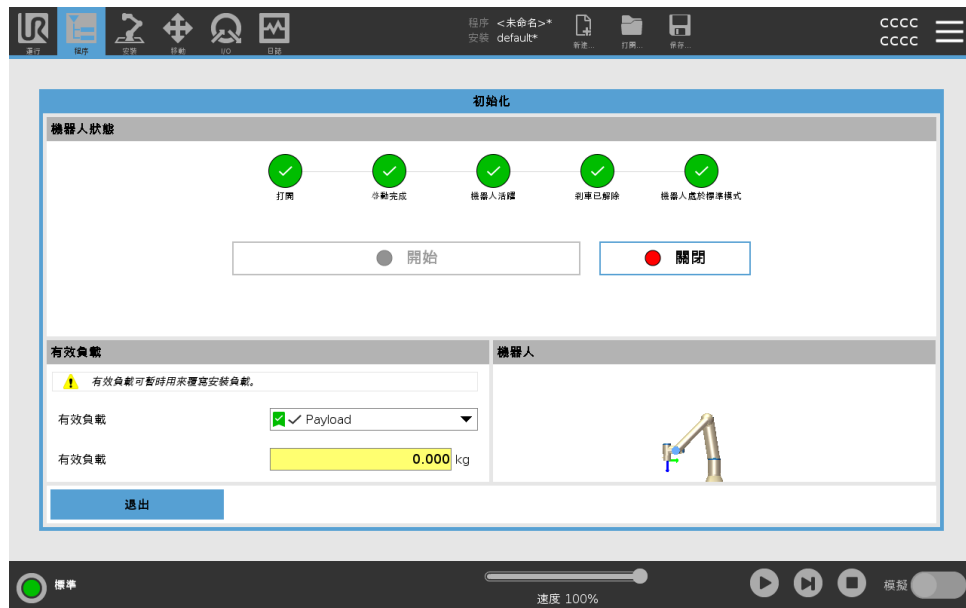 程序 <未命名>*
安裝 default*
運行
程序
安裝
移動
I/O
日誌
新建...
打開...
保存...
cccc
cccc
初始化
機器人狀態
打開
啓動完成
機器人活躍
剎車已解除
機器人處於標準模式
開始
關閉
有效負載
機器人
有效負載可暫時用來覆寫安裝負載。
有效負載
Payload
有效負載
0.000 kg
退出
標準
速度 100%
模擬